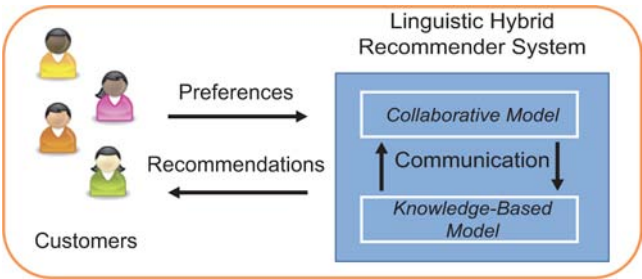 Linguistic Hybrid
Recommender System
Preferences
Recommendations
Customers
Collaborative Model
Communication
Knowledge-Based
Model